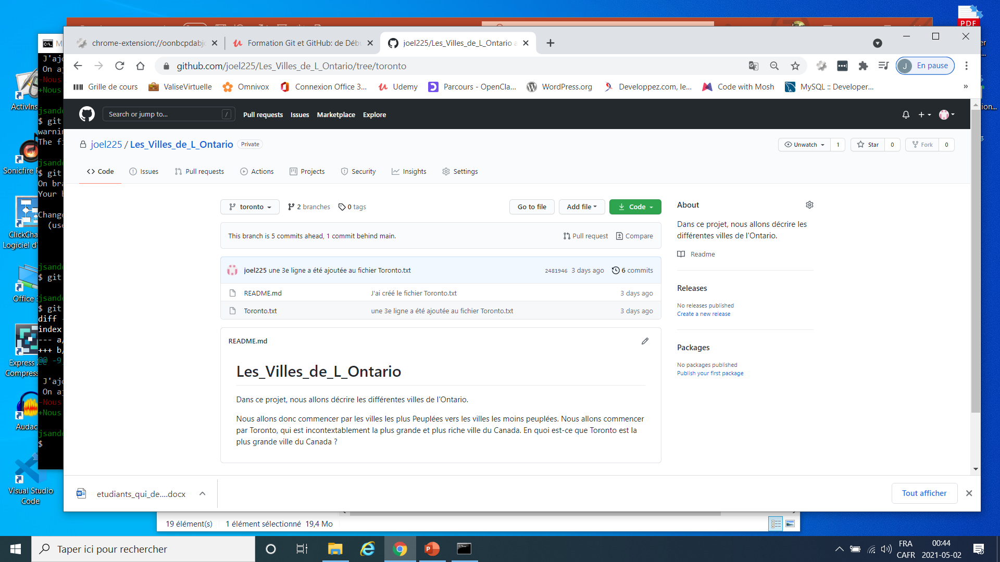 PDF
chrome-extension://oonbcpdabjc
Formation Git et GitHub: de Débu
joel225/Les_Villes_de_L_Ontario a
github.com/joel225/Les_Villes_de_L_Ontario/tree/toronto
J En pause
Grille de cours
ValiseVirtuelle
Omnivox
Connexion Office 3...
Udemy
Parcours - OpenCla...
WordPress.org
Developpez.com, le...
Code with Mosh
MySQL :: Developer...
»
Search or jump to... /
Pull requests Issues Marketplace Explore
joel225 / Les_Villes_de_L_Ontario Private
Unwatch 1 Star 0 Fork 0
Code Issues Pull requests Actions Projects Security Insights Settings
toronto 2 branches 0 tags Go to file Add file Code
This branch is 5 commits ahead, 1 commit behind main. Pull request Compare
joel225 une 3e ligne a été ajoutée au fichier Toronto.txt 2481946 3 days ago 6 commits
README.md J'ai créé le fichier Toronto.txt 3 days ago
Toronto.txt une 3e ligne a été ajoutée au fichier Toronto.txt 3 days ago
README.md
Les_Villes_de_L_Ontario
Dans ce projet, nous allons décrire les différentes villes de l'Ontario.
Nous allons donc commencer par les villes les plus Peuplées vers les villes les moins peuplées. Nous allons commencer
par Toronto, qui est incontextablement la plus grande et plus riche ville du Canada. En quoi est-ce que Toronto est la
plus grande ville du Canada ?
About
Dans ce projet, nous allons décrire les
différentes villes de l'Ontario.
Readme
Releases
No releases published
Create a new release
Packages
No packages published
Publish your first package
etudiants_qui_de....docx
Tout afficher
19 élément(s) 1 élément sélectionné 19,4 Mo
M
J'ajo
On aj
-Nous
+Nous
jsande
$ git
warnin
The fi
jsande
$ git
On bra
Your b
Change
(use
jsande
$ git
jsande
$ git
diff -
index
--- a/
+++ b/
@@ -9,
J'ajo
On aj
-Nous
+Nous
jsande
$
ActivIns
Sonicfire P
ClickCha
Logiciel d'
Office 3
Express Z
Compress
Audac
Visual Studio
Code
Taper ici pour rechercher
FRA
CAFR
00:44
2021-05-02